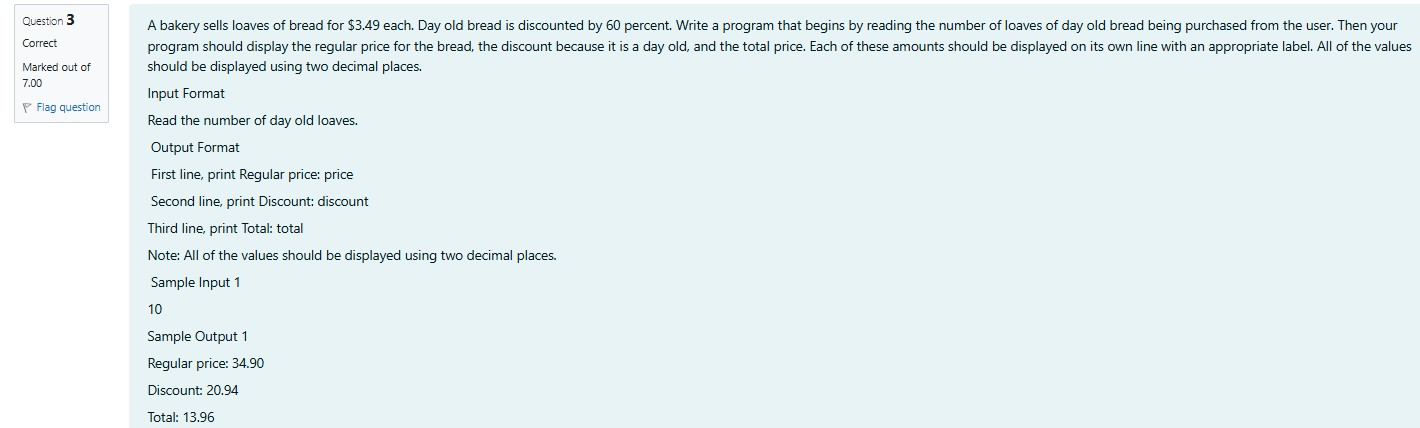 Question 3
Correct
Marked out of
7.00
Flag question
A bakery sells loaves of bread for $3.49 each. Day old bread is discounted by 60 percent. Write a program that begins by reading the number of loaves of day old bread being purchased from the user. Then your
program should display the regular price for the bread, the discount because it is a day old, and the total price. Each of these amounts should be displayed on its own line with an appropriate label. All of the values
should be displayed using two decimal places.
Input Format
Read the number of day old loaves.
Output Format
First line, print Regular price: price
Second line, print Discount: discount
Third line, print Total: total
Note: All of the values should be displayed using two decimal places.
Sample Input 1
10
Sample Output 1
Regular price: 34.90
Discount: 20.94
Total: 13.96